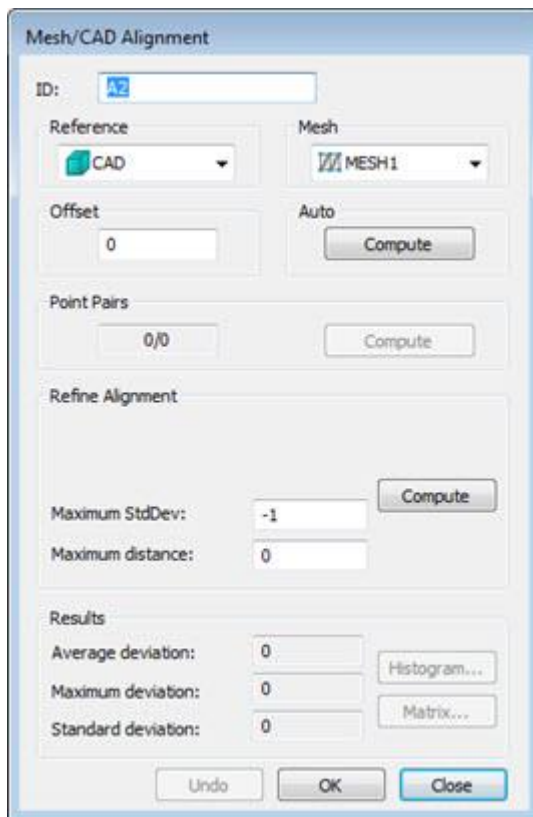 Mesh/CAD Alignment
ID: A2
Reference Mesh
CAD MESH1
Offset Auto
0 Compute
Point Pairs
0/0 Compute
Refine Alignment
Compute
Maximum StdDev: -1
Maximum distance: 0
Results
Average deviation: 0
Histogram...
Maximum deviation: 0
Matrix...
Standard deviation: 0
Undo OK Close